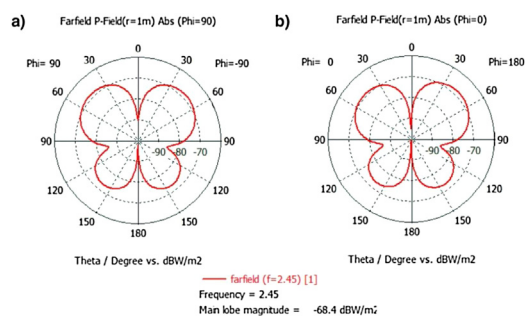 a)
Farfield P-Field(r=1m) Abs (Phi=90)
0
Phi= 90 30 30 Phi=-90
60 60
90 -90 -80 -70 90
120 120
150 150
180
Theta / Degree vs. dBW/m2
b)
Farfield P-Field(r=1m) Abs (Phi=0)
0
Phi= 0 30 30 Phi=180
60 60
90 -90 -80 -70 90
120 120
150 150
180
Theta / Degree vs. dBW/m2
farfield (f=2.45) [1]
Frequency = 2.45
Main lobe magnitude = -68.4 dBW/m2